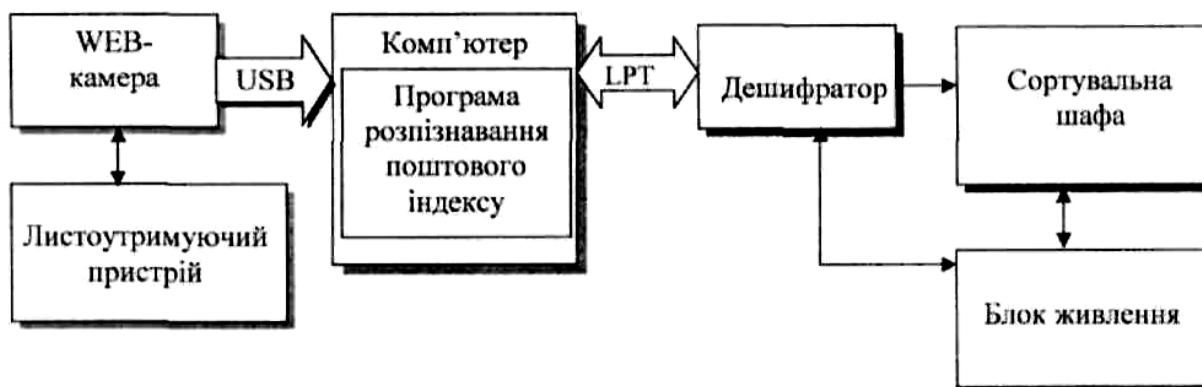 WEB-
камера
USB
Комп’ютер
Програма
розпізнавання
поштового
індексу
LPT
Дешифратор
Сортувальна
шафа
Листоутримуючий
пристрій
Блок живлення